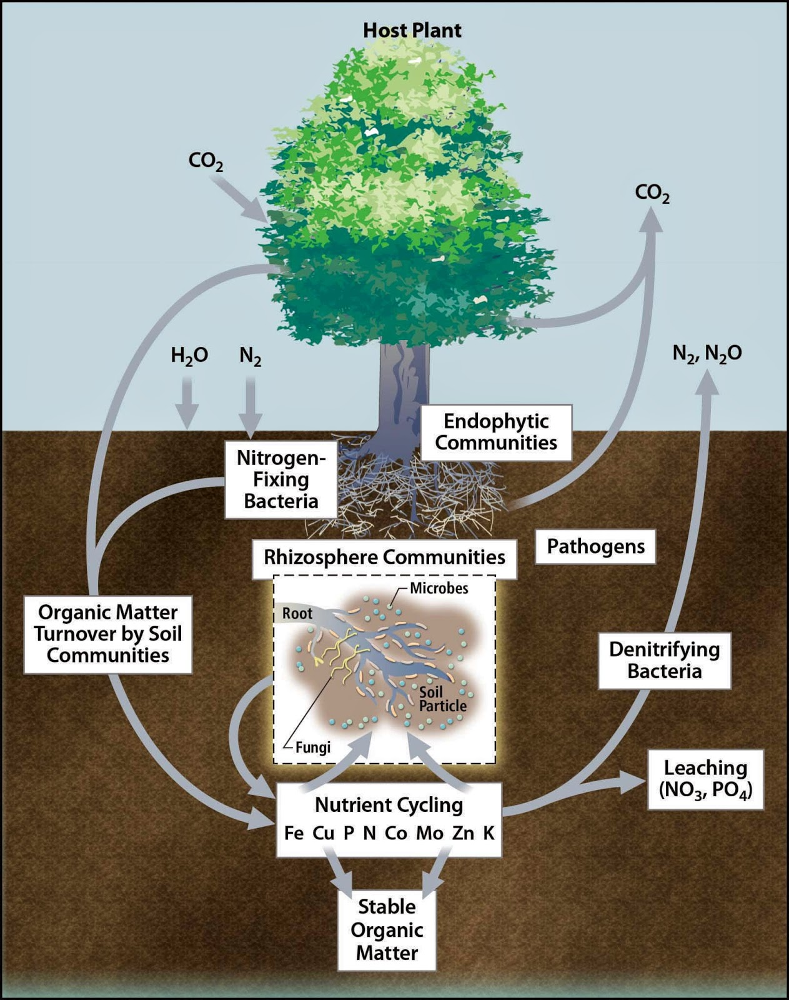 Host Plant
CO₂
CO₂
H₂O
N₂
N₂, N₂O
Endophytic
Communities
Nitrogen-
Fixing
Bacteria
Pathogens
Rhizosphere Communities
Microbes
Root
Soil
Particle
Fungi
Organic Matter
Turnover by Soil
Communities
Denitrifying
Bacteria
Leaching
(NO₃, PO₄)
Nutrient Cycling
Fe Cu P N Co Mo Zn K
Stable
Organic
Matter